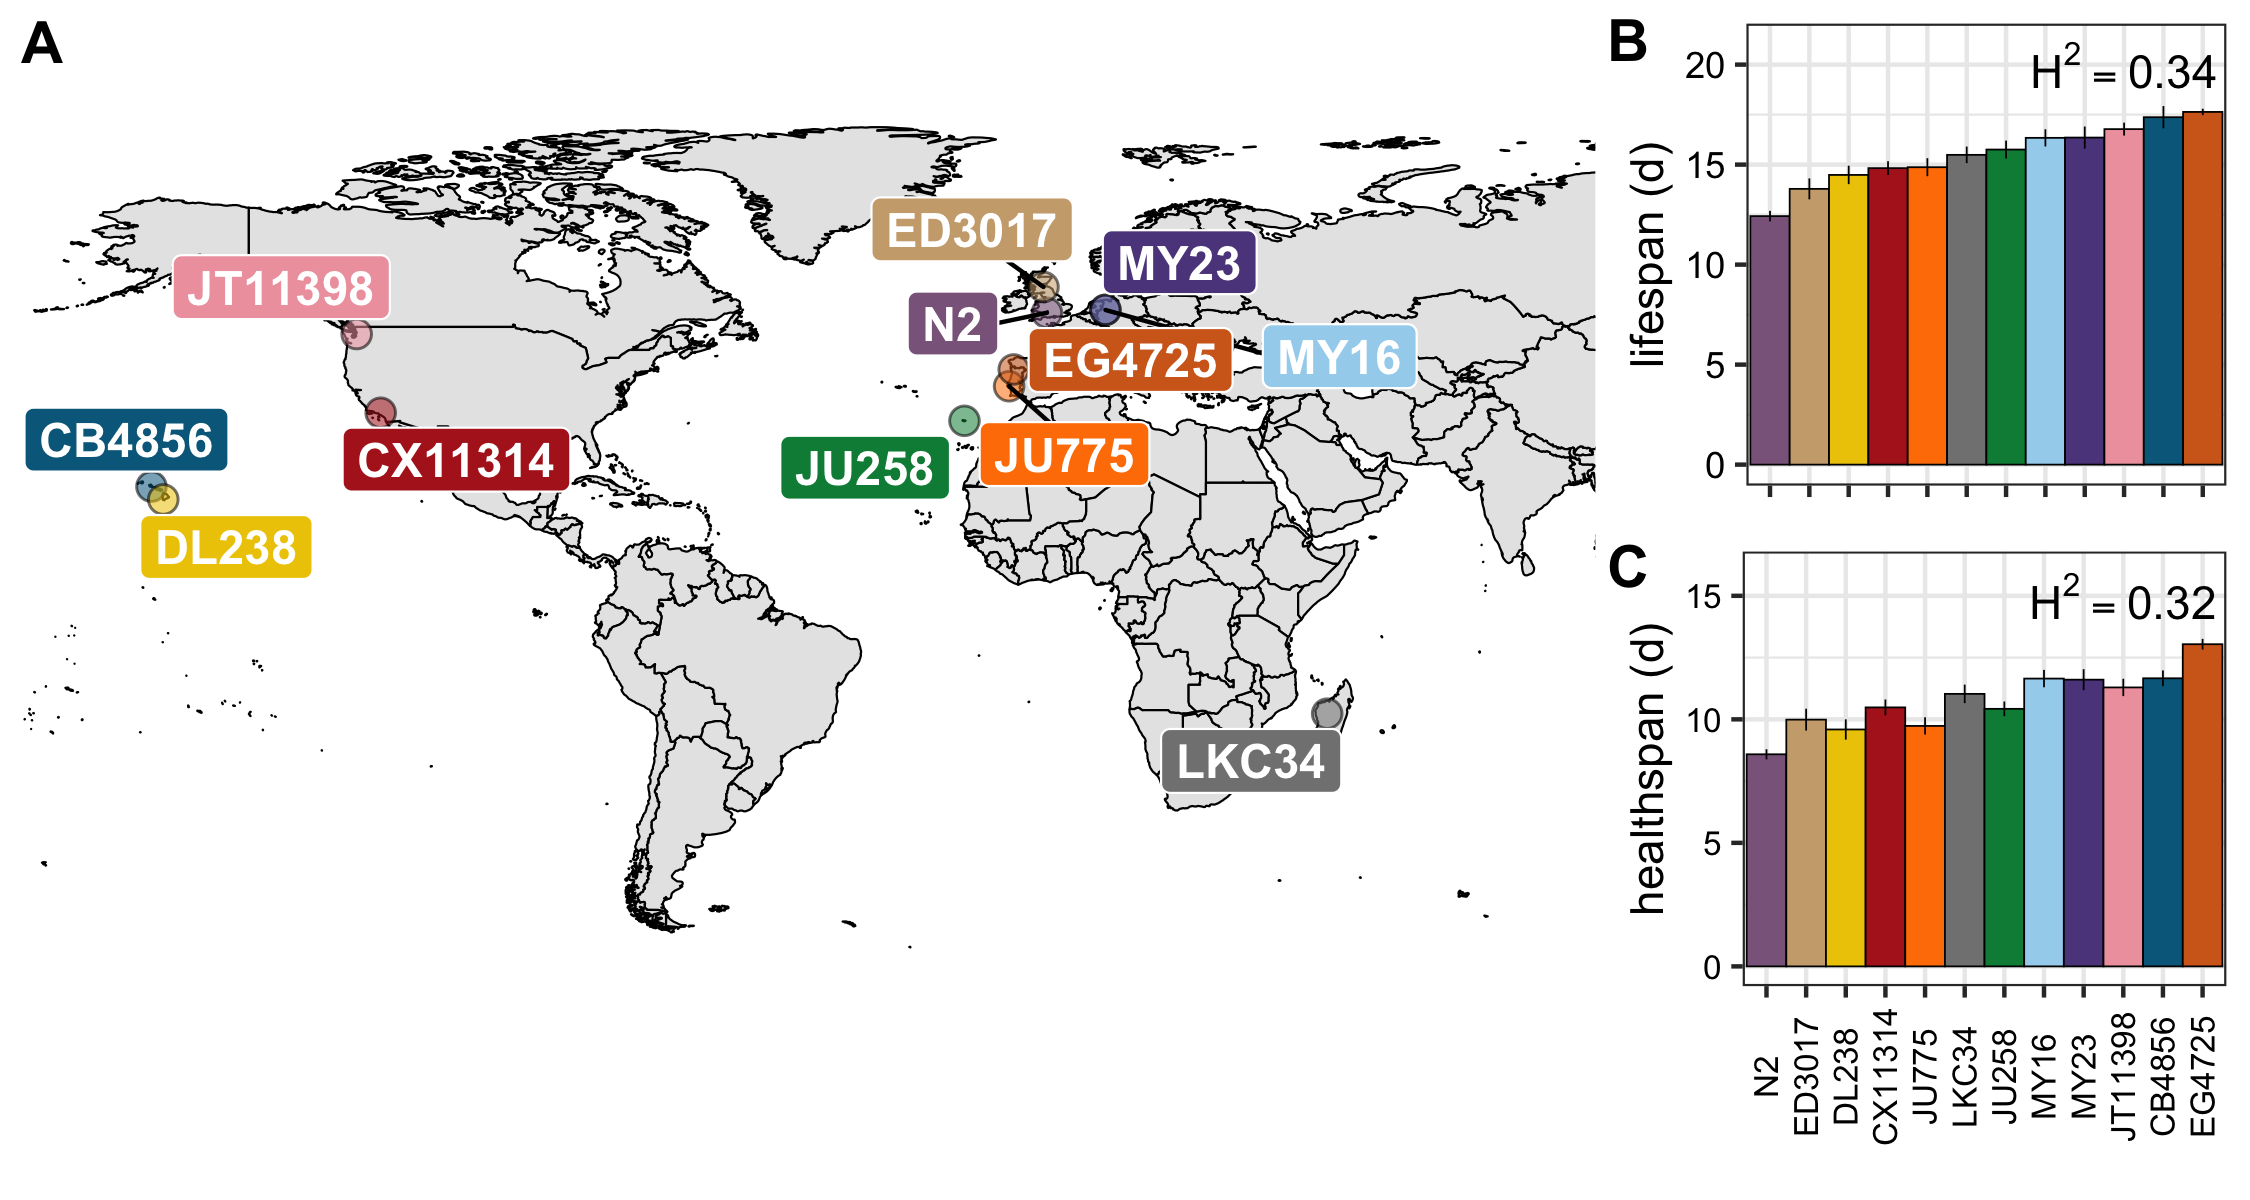 A
ED3017
MY23
JT11398
N2
EG4725
MY16
CB4856
CX11314
JU258
JU775
DL238
LKC34
B
H² = 0.34
lifespan (d)
20
15
10
5
0
C
H² = 0.32
healthspan (d)
15
10
5
0
N2
ED3017
DL238
CX11314
JU775
LKC34
JU258
MY16
MY23
JT11398
CB4856
EG4725